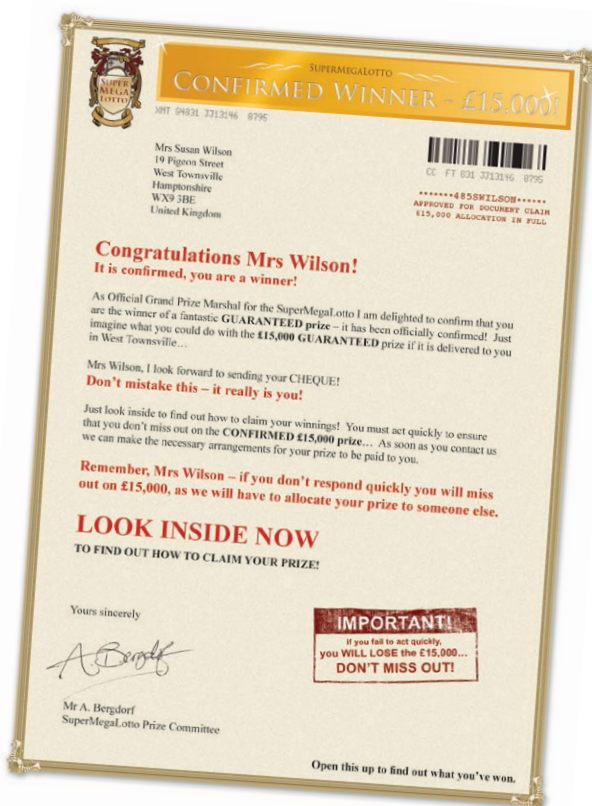 SUPER
MEGA
LOTTO
SUPERMEGALOTTO
CONFIRMED WINNER – £15,000!
XMT 04831 JJ13146 8795
CC FT 031 JJ13146 8795
*******485SWILSON******
APPROVED FOR DOCUMENT CLAIM
£15,000 ALLOCATION IN FULL
Mrs Susan Wilson
19 Pigeon Street
West Townsville
Hamptonshire
WX9 3BE
United Kingdom
Congratulations Mrs Wilson!
It is confirmed, you are a winner!
As Official Grand Prize Marshal for the SuperMegaLotto I am delighted to confirm that you
are the winner of a fantastic GUARANTEED prize – it has been officially confirmed! Just
imagine what you could do with the £15,000 GUARANTEED prize if it is delivered to you
in West Townsville…
Mrs Wilson, I look forward to sending your CHEQUE!
Don't mistake this – it really is you!
Just look inside to find out how to claim your winnings! You must act quickly to ensure
that you don't miss out on the CONFIRMED £15,000 prize… As soon as you contact us
we can make the necessary arrangements for your prize to be paid to you.
Remember, Mrs Wilson – if you don't respond quickly you will miss
out on £15,000, as we will have to allocate your prize to someone else.
LOOK INSIDE NOW
TO FIND OUT HOW TO CLAIM YOUR PRIZE!
Yours sincerely
A. Bergdorf
Mr A. Bergdorf
SuperMegaLotto Prize Committee
IMPORTANT!
If you fail to act quickly,
you WILL LOSE the £15,000…
DON'T MISS OUT!
Open this up to find out what you've won.